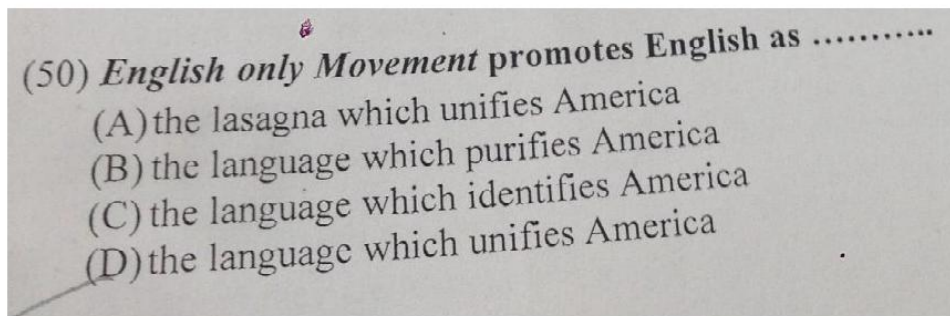 (50) English only Movement promotes English as ...........
(A) the lasagna which unifies America
(B) the language which purifies America
(C) the language which identifies America
(D) the language which unifies America